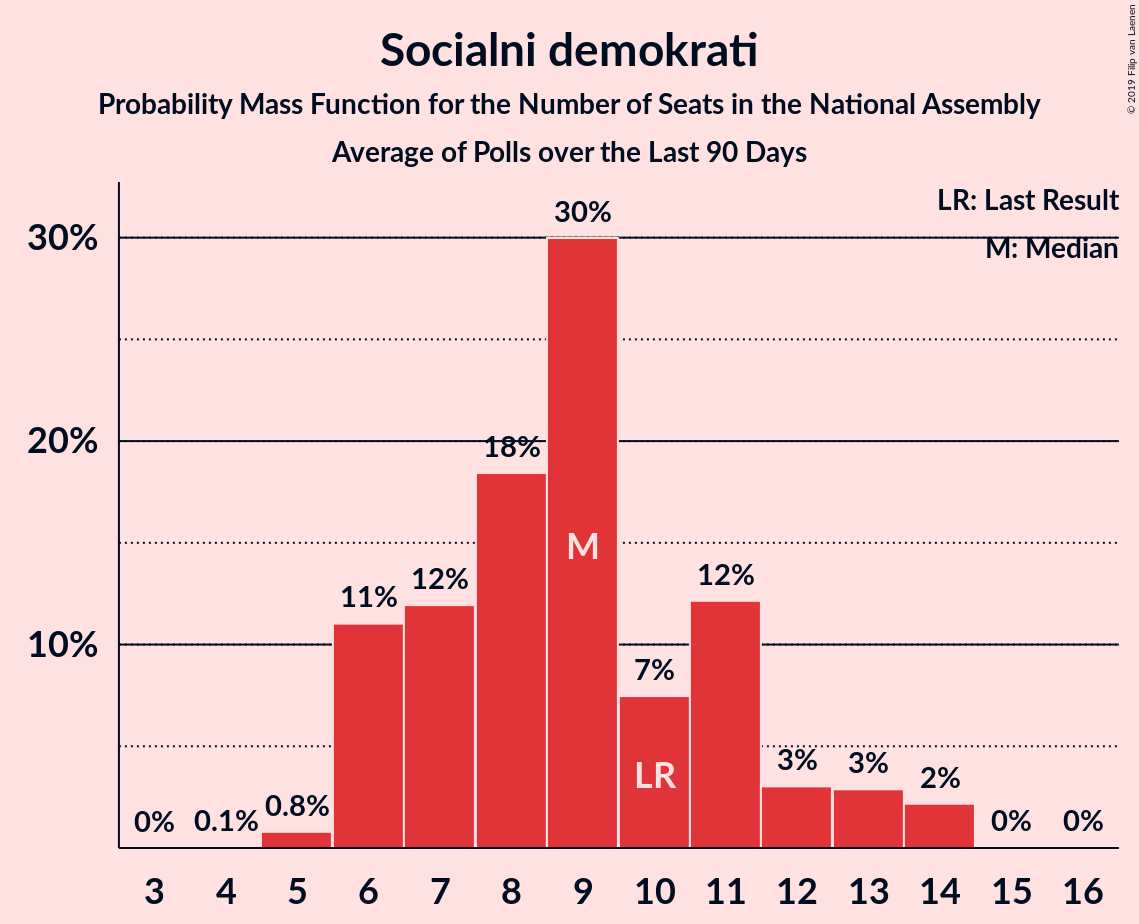 Socialni demokrati
Probability Mass Function for the Number of Seats in the National Assembly
Average of Polls over the Last 90 Days
© 2019 Filip van Laenen
LR: Last Result
M: Median
30%
20%
10%
0%
0.1%
0.8%
11%
12%
18%
30%
7%
12%
3%
3%
2%
0%
0%
M
LR
3 4 5 6 7 8 9 10 11 12 13 14 15 16